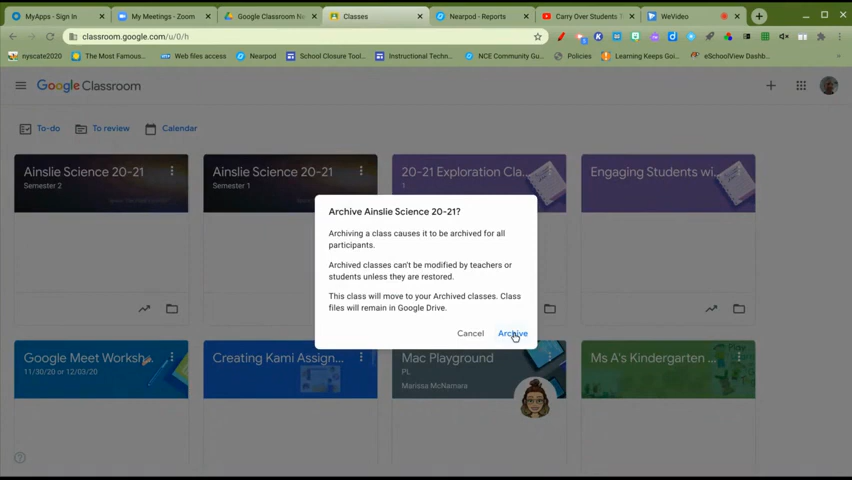 MyApps - Sign In
My Meetings - Zoom
Google Classroom Ne
Classes
Nearpod - Reports
Carry Over Students T
WeVideo
classroom.google.com/u/0/h
nyscate2020
The Most Famous...
Web files access
Nearpod
School Closure Tool...
Instructional Techn...
NCE Community Gu...
Policies
Learning Keeps Goi...
eSchoolView Dashb...
Google Classroom
To-do
To review
Calendar
Ainslie Science 20-21
Semester 2
Ainslie Science 20-21
Semester 1
20-21 Exploration Cla...
1
Engaging Students wi...
Archive Ainslie Science 20-21?
Archiving a class causes it to be archived for all
participants.
Archived classes can't be modified by teachers or
students unless they are restored.
This class will move to your Archived classes. Class
files will remain in Google Drive.
Cancel
Archive
Google Meet Worksh...
11/30/20 or 12/03/20
Creating Kami Assign...
Mac Playground
PL
Marissa McNamara
Ms A's Kindergarten ...